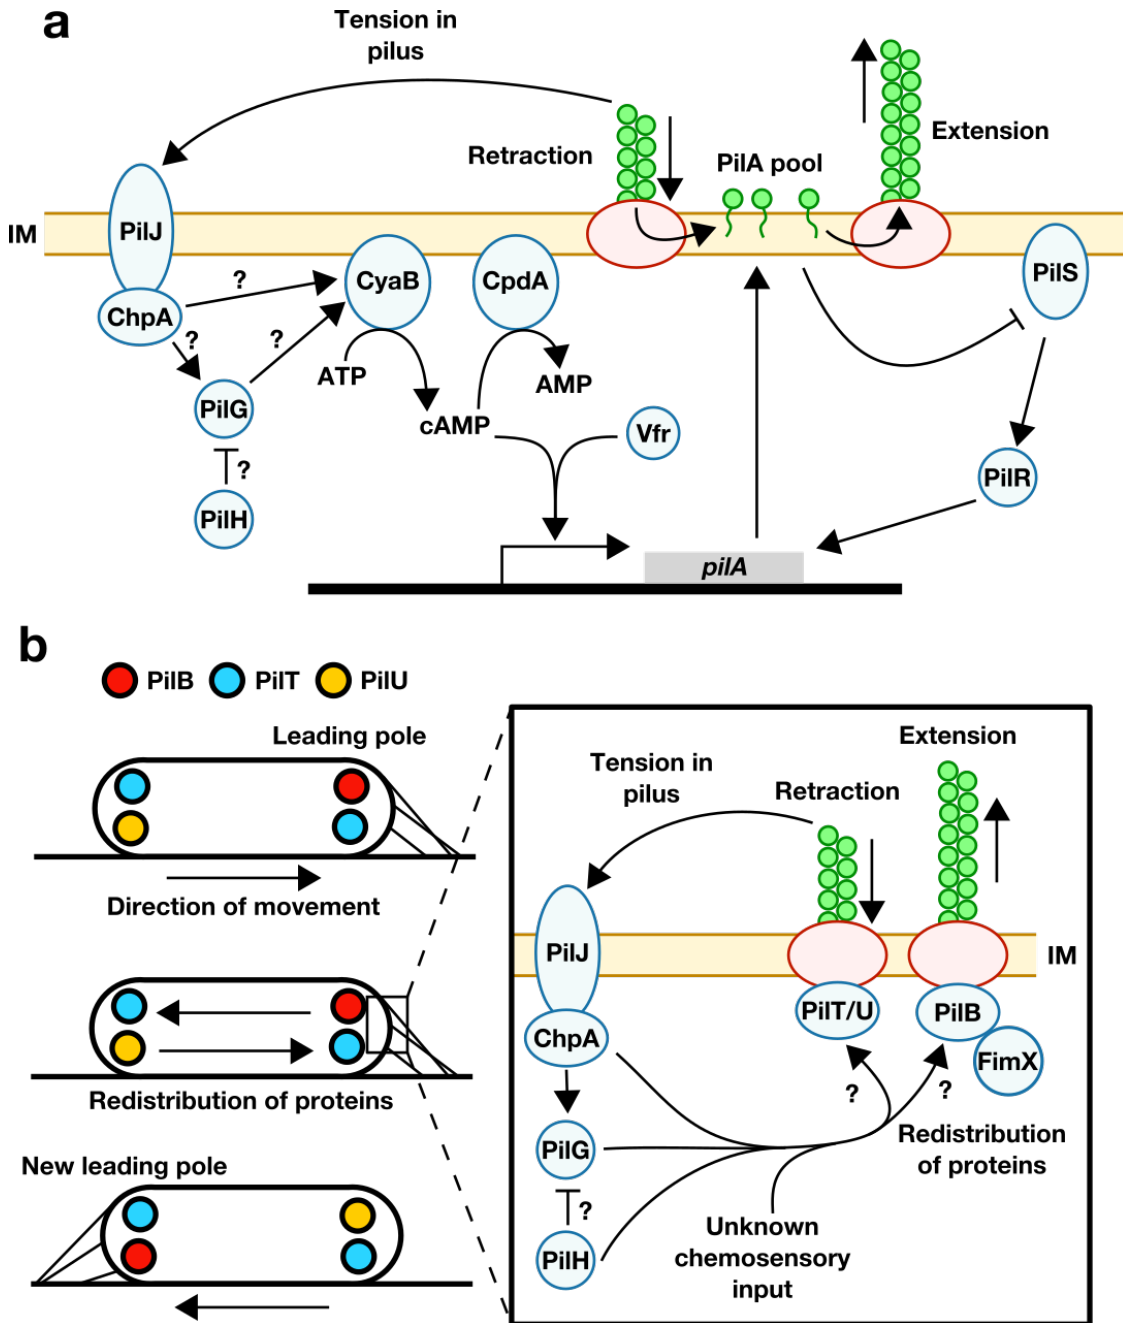 a
Tension in
pilus
Retraction
PilA pool
Extension
IM
PilJ
ChpA
?
?
?
CyaB
CpdA
PilS
ATP
AMP
cAMP
Vfr
PilG
?
PilH
PilR
pilA
b
PilB
PilT
PilU
Leading pole
Direction of movement
Redistribution of proteins
New leading pole
Tension in
pilus
Retraction
Extension
IM
PilJ
ChpA
PilT/U
PilB
FimX
?
?
Redistribution
of proteins
PilG
?
PilH
Unknown
chemosensory
input